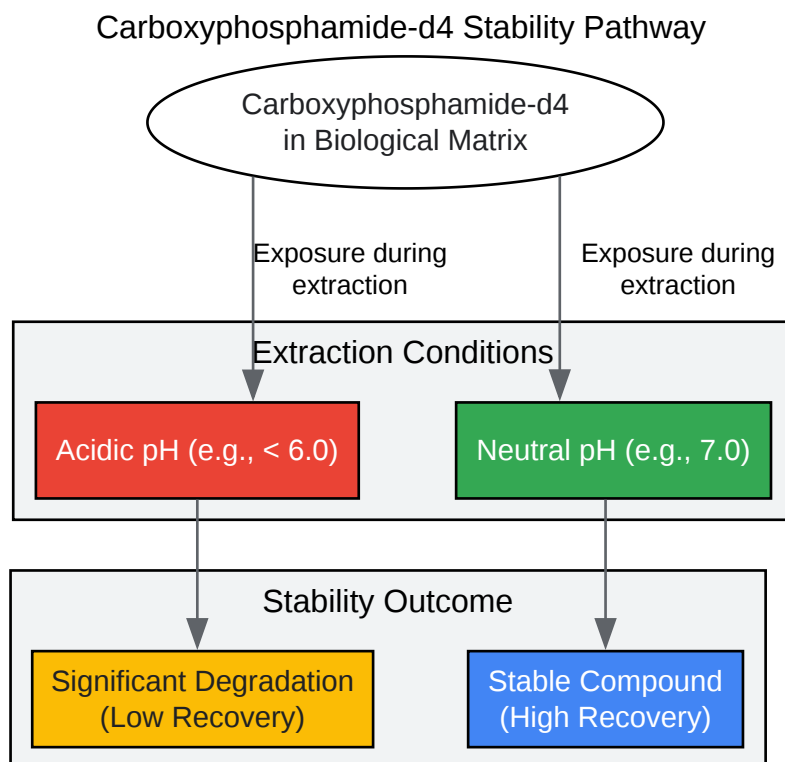 Carboxyphosphamide-d4 Stability Pathway
Carboxyphosphamide-d4
in Biological Matrix
Exposure during
extraction
Exposure during
extraction
Extraction Conditions
Acidic pH (e.g., < 6.0)
Neutral pH (e.g., 7.0)
Stability Outcome
Significant Degradation
(Low Recovery)
Stable Compound
(High Recovery)